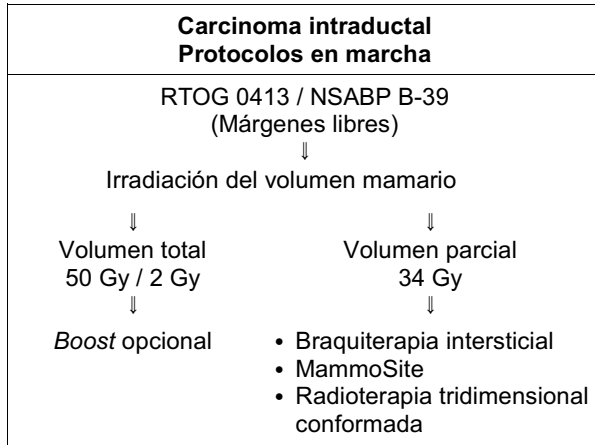 Carcinoma intraductal
Protocolos en marcha
RTOG 0413 / NSABP B-39
(Márgenes libres)
⇓
Irradiación del volumen mamario
⇓ ⇓
Volumen total
50 Gy / 2 Gy
⇓
Boost opcional
Volumen parcial
34 Gy
⇓
• Braquiterapia intersticial
• MammoSite
• Radioterapia tridimensional
conformada